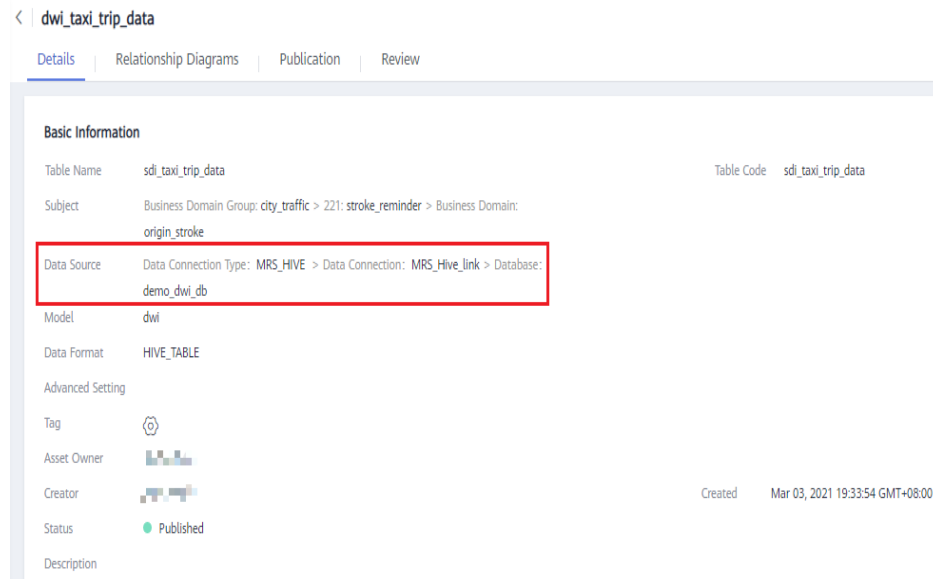 dwi_taxi_trip_data
Details Relationship Diagrams Publication Review
Basic Information
Table Name sdi_taxi_trip_data Table Code sdi_taxi_trip_data
Subject Business Domain Group: city_traffic > 221: stroke_reminder > Business Domain:
origin_stroke
Data Source Data Connection Type: MRS_HIVE > Data Connection: MRS_Hive_link > Database:
demo_dwi_db
Model dwi
Data Format HIVE_TABLE
Advanced Setting
Tag
Asset Owner
Creator Created Mar 03, 2021 19:33:54 GMT+08:00
Status Published
Description